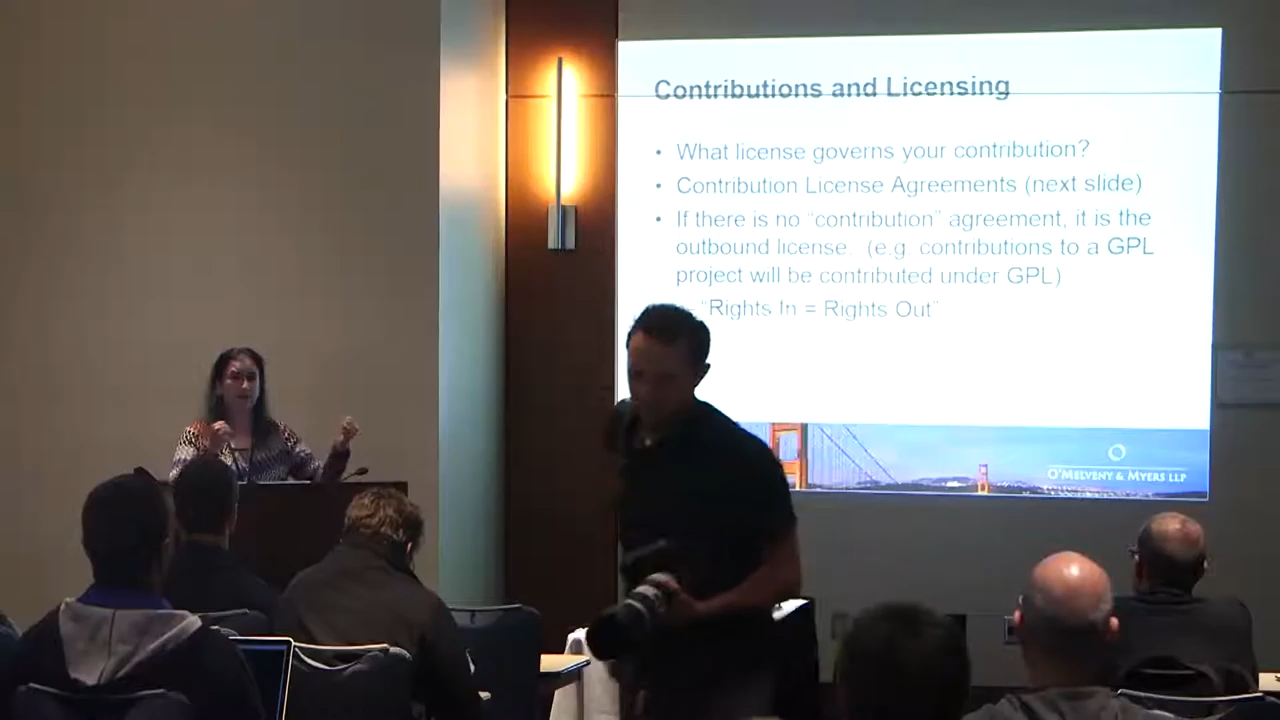 Contributions and Licensing
• What license governs your contribution?
• Contribution License Agreements (next slide)
• If there is no "contribution" agreement, it is the
outbound license. (e.g. contributions to a GPL
project will be contributed under GPL)
"Rights In = Rights Out"
O'MELVENY & MYERS LLP